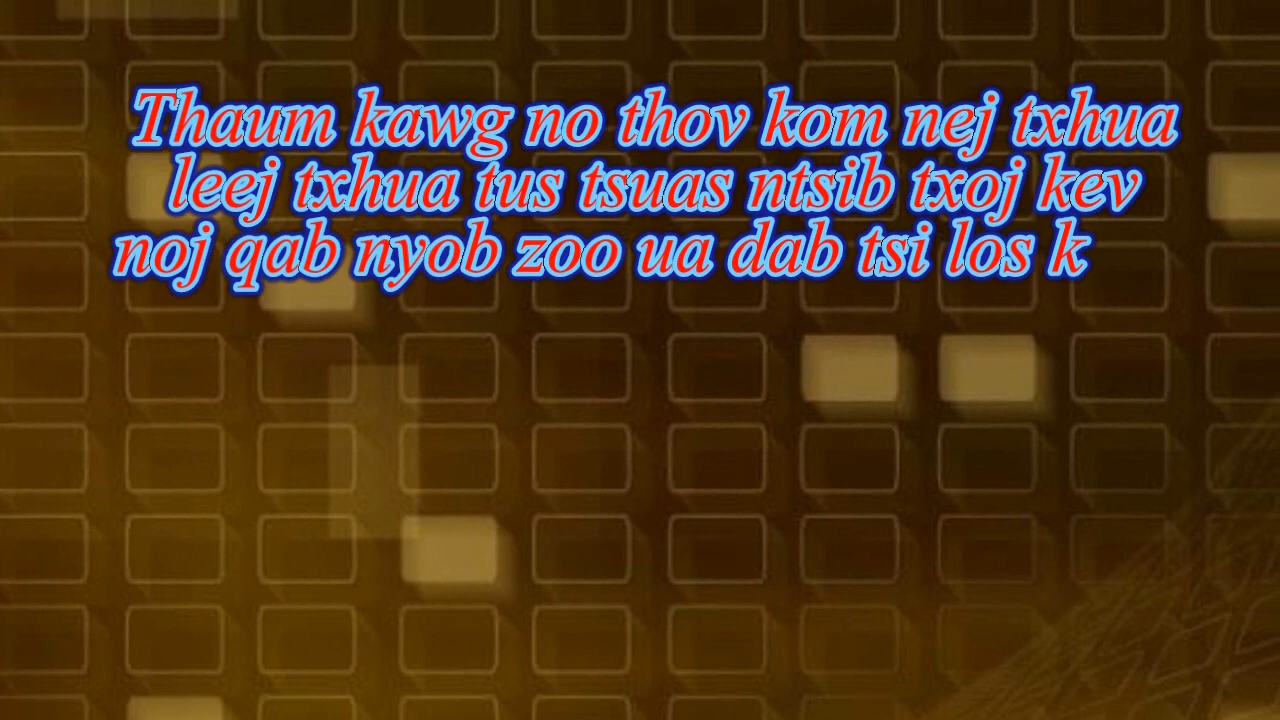 Thaum kawg no thov kom nej txhua
leej txhua tus tsuas ntsib txoj kev
noj qab nyob zoo ua dab tsi los k